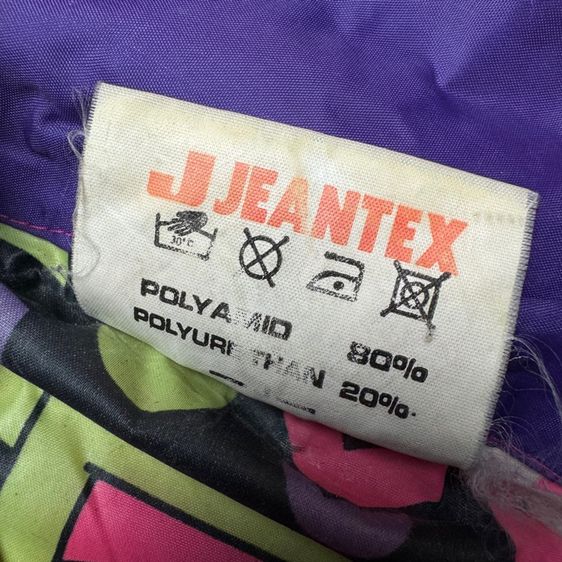 J JEANTEX
30°C
POLYAMID 80%
POLYURETHAN 20%